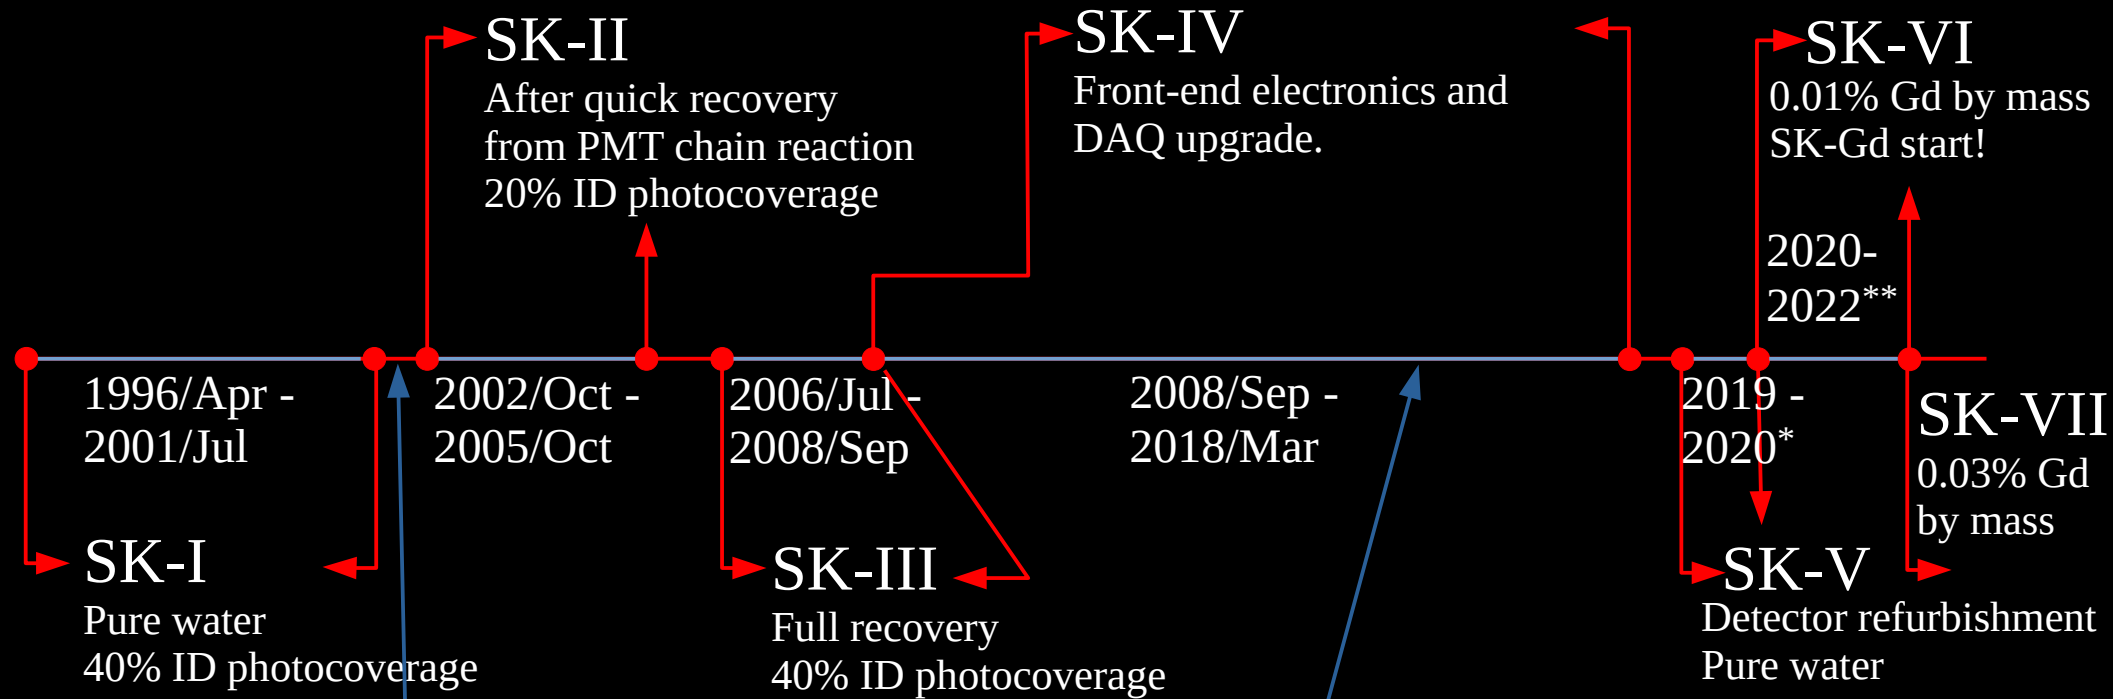 SK-II
After quick recovery
from PMT chain reaction
20% ID photocoverage
SK-IV
Front-end electronics and
DAQ upgrade.
SK-VI
0.01% Gd by mass
SK-Gd start!
2020-
2022**
1996/Apr -
2001/Jul
2002/Oct -
2005/Oct
2006/Jul -
2008/Sep
2008/Sep -
2018/Mar
2019 -
2020*
SK-VII
0.03% Gd
by mass
SK-I
Pure water
40% ID photocoverage
SK-III
Full recovery
40% ID photocoverage
SK-V
Detector refurbishment
Pure water